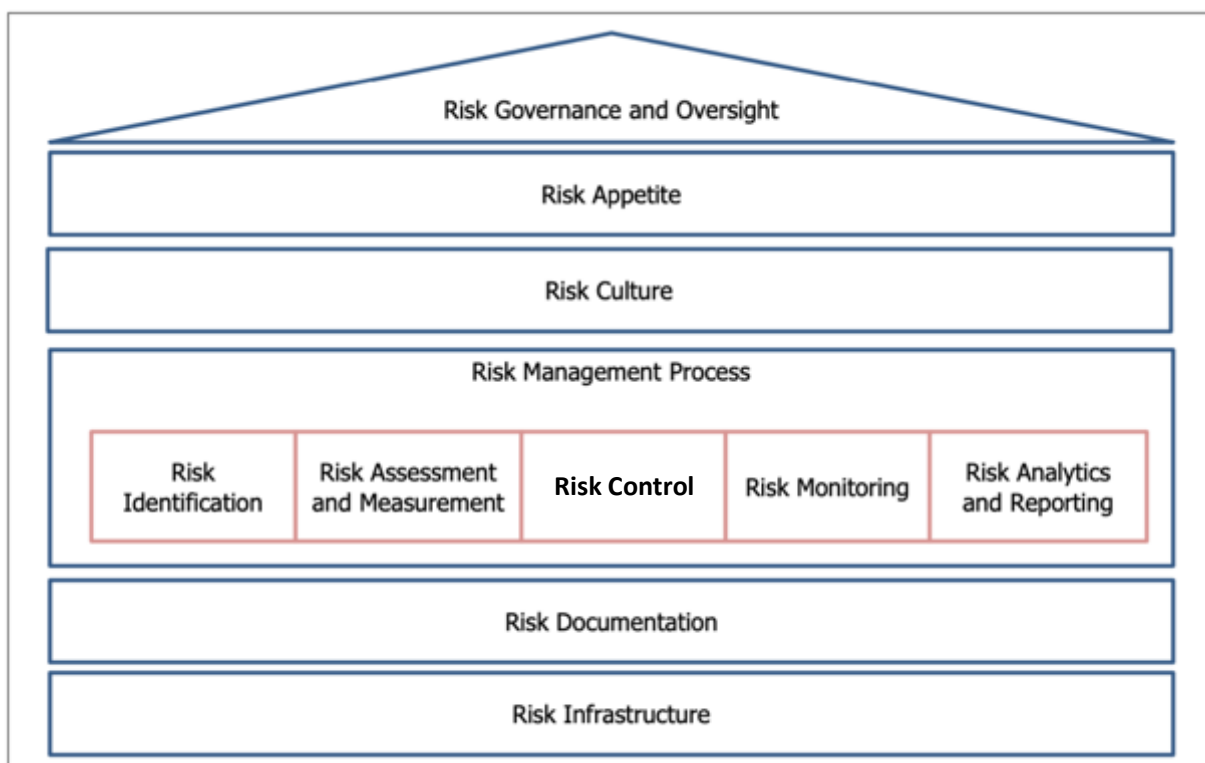 Risk Governance and Oversight
Risk Appetite
Risk Culture
Risk Management Process
Risk
Identification
Risk Assessment
and Measurement
Risk Control
Risk Monitoring
Risk Analytics
and Reporting
Risk Documentation
Risk Infrastructure